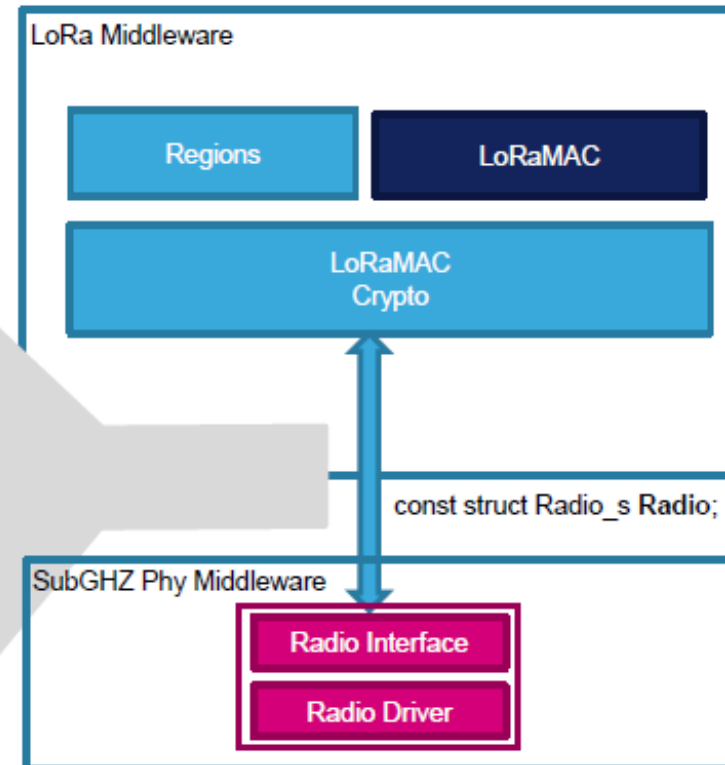 LoRa Middleware
Regions
LoRaMAC
LoRaMAC
Crypto
const struct Radio_s Radio;
SubGHZ Phy Middleware
Radio Interface
Radio Driver